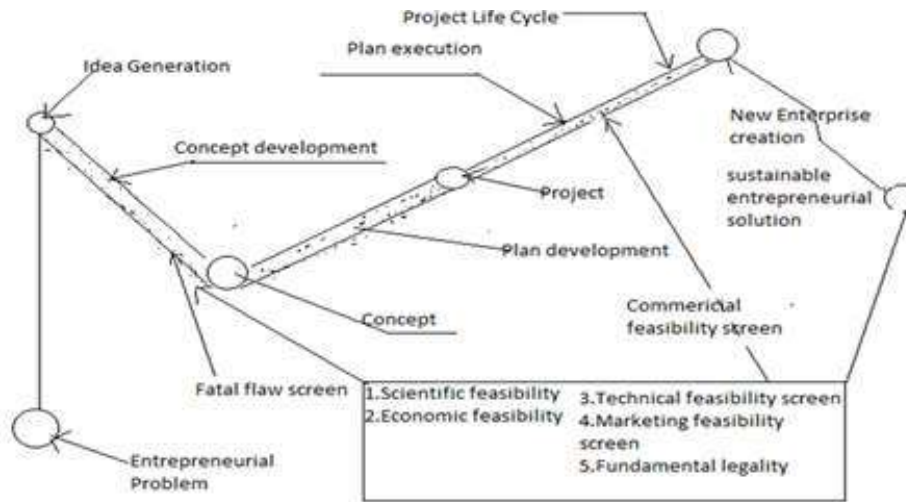 Project Life Cycle
Plan execution
Idea Generation
Concept development
New Enterprise
creation
sustainable
entrepreneurial
solution
Project
Plan development
Concept
Commericial
feasibility screen
Fatal flaw screen
1.Scientific feasibility
2.Economic feasibility
3.Technical feasibility screen
4.Marketing feasibility
screen
5.Fundamental legality
Entrepreneurial
Problem